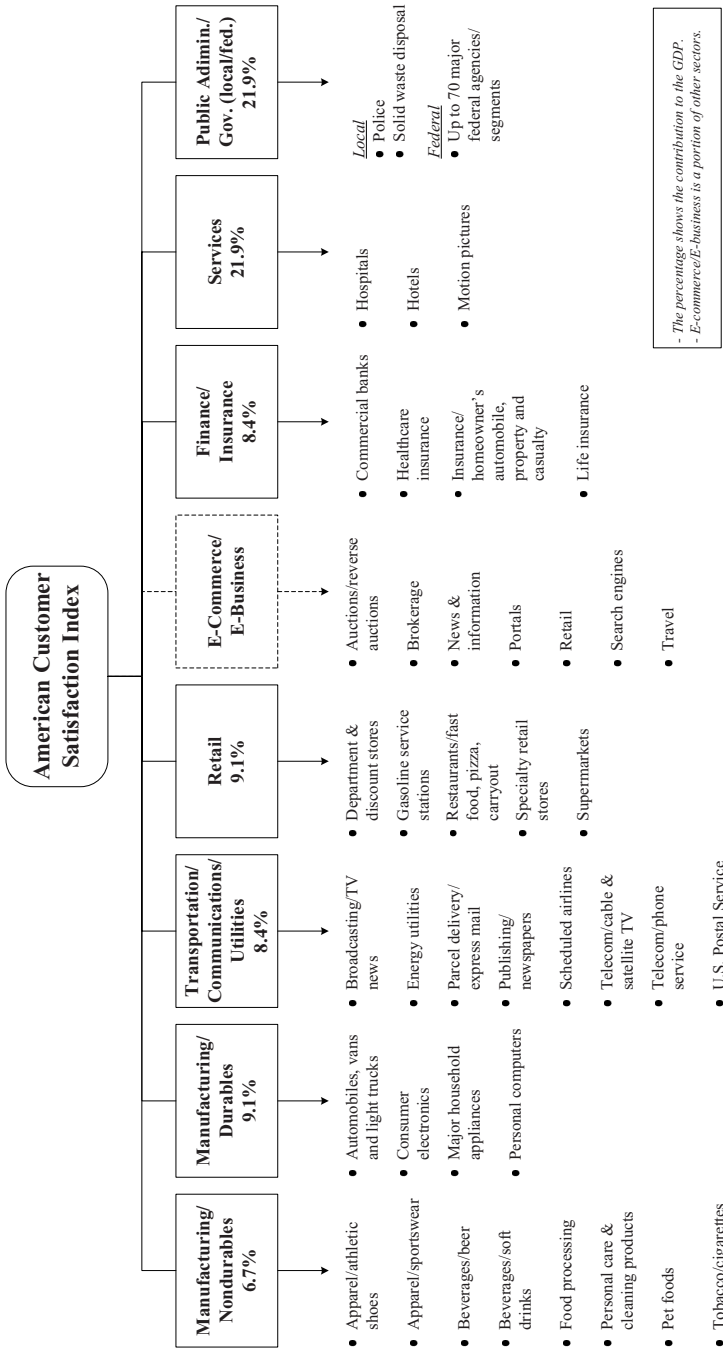 American Customer
Satisfaction Index
Manufacturing/
Nondurables
6.7%
• Apparel/athletic
shoes
• Apparel/sportswear
• Beverages/beer
• Beverages/soft
drinks
• Food processing
• Personal care &
cleaning products
• Pet foods
• Tobacco/cigarettes
Manufacturing/
Durables
9.1%
• Automobiles, vans
and light trucks
• Consumer
electronics
• Major household
appliances
• Personal computers
Transportation/
Communications/
Utilities
8.4%
• Broadcasting/TV
news
• Energy utilities
• Parcel delivery/
express mail
• Publishing/
newspapers
• Scheduled airlines
• Telecom/cable &
satellite TV
• Telecom/phone
service
• U.S. Postal Service
Retail
9.1%
• Department &
discount stores
• Gasoline service
stations
• Restaurants/fast
food, pizza,
carryout
• Specialty retail
stores
• Supermarkets
E-Commerce/
E-Business
• Auctions/reverse
auctions
• Brokerage
• News &
information
• Portals
• Retail
• Search engines
• Travel
Finance/
Insurance
8.4%
• Commercial banks
• Healthcare
insurance
• Insurance/
homeowner's
automobile,
property and
casualty
• Life insurance
Services
21.9%
• Hospitals
• Hotels
• Motion pictures
Public Adimin./
Gov. (local/fed.)
21.9%
Local
• Police
• Solid waste disposal
Federal
• Up to 70 major
federal agencies/
segments
- The percentage shows the contribution to the GDP.
- E-commerce/E-business is a portion of other sectors.